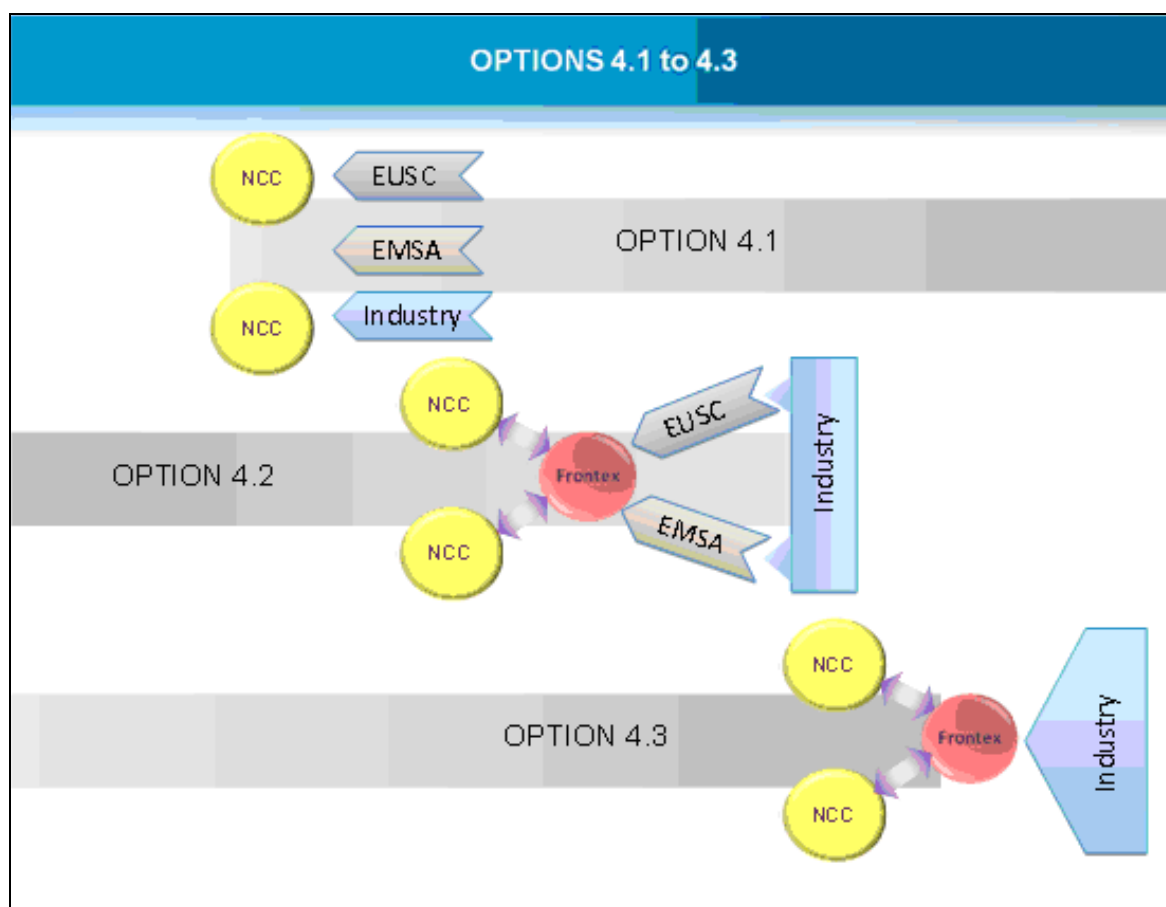 OPTIONS 4.1 to 4.3
NCC
EUSC
EMSA
OPTION 4.1
NCC
Industry
NCC
EUSC
OPTION 4.2
Frontex
Industry
NCC
EMSA
NCC
OPTION 4.3
Frontex
Industry
NCC